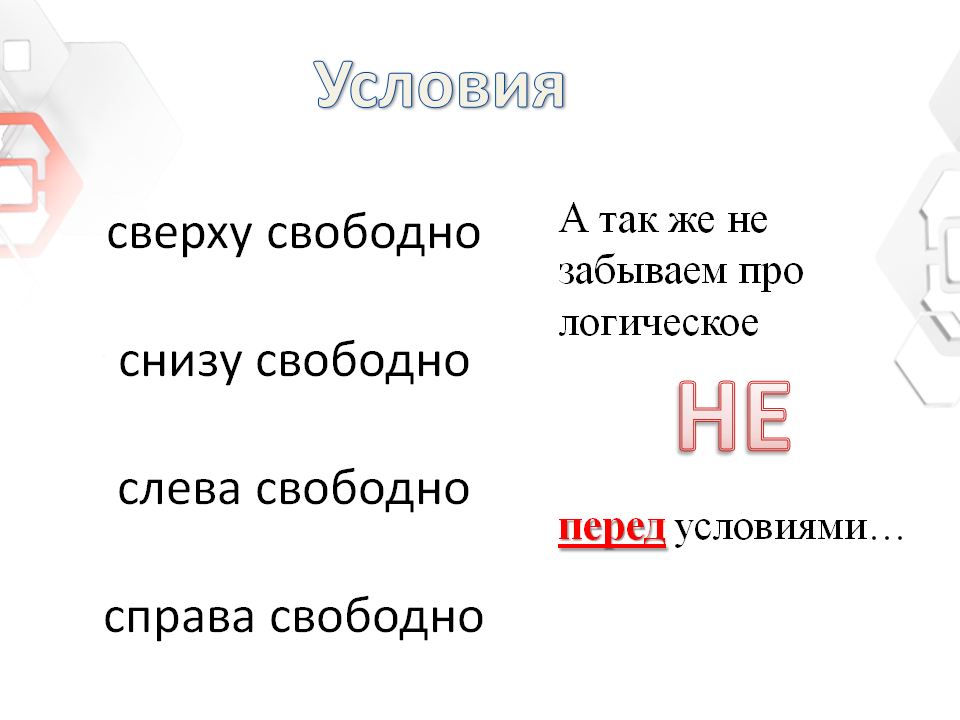 Условия
сверху свободно
снизу свободно
слева свободно
справа свободно
А так же не
забываем про
логическое
НЕ
перед условиями…